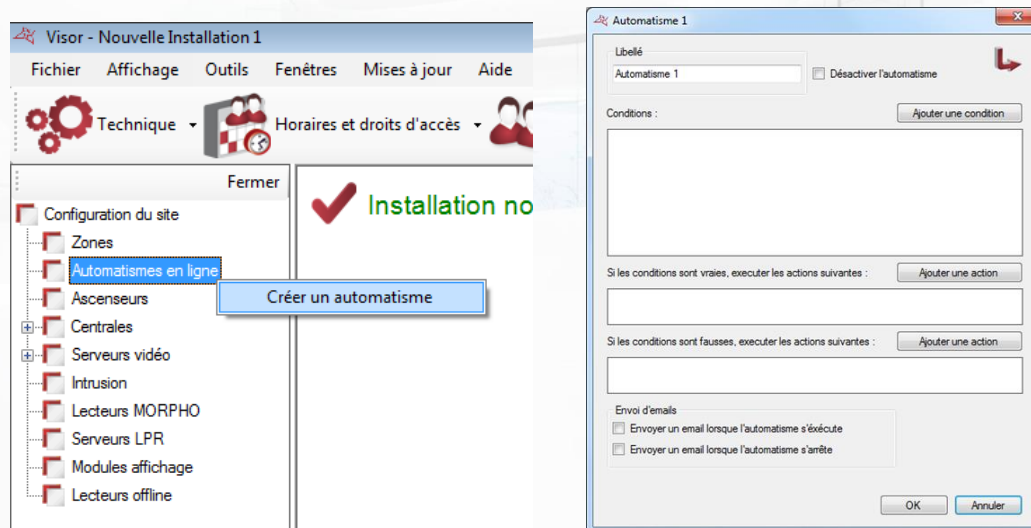 Visor - Nouvelle Installation 1
Fichier Affichage Outils Fenêtres Mises à jour Aide
Technique Horaires et droits d'accès
Fermer
Installation no
Configuration du site
Zones
Automatismes en ligne
Créer un automatisme
Ascenseurs
Centrales
Serveurs vidéo
Intrusion
Lecteurs MORPHO
Serveurs LPR
Modules affichage
Lecteurs offline
Automatisme 1
Libellé
Automatisme 1
Désactiver l'automatisme
Conditions :
Ajouter une condition
Si les conditions sont vraies, executer les actions suivantes :
Ajouter une action
Si les conditions sont fausses, executer les actions suivantes :
Ajouter une action
Envoi d'emails
Envoyer un email lorsque l'automatisme s'éxécute
Envoyer un email lorsque l'automatisme s'arrête
OK Annuler